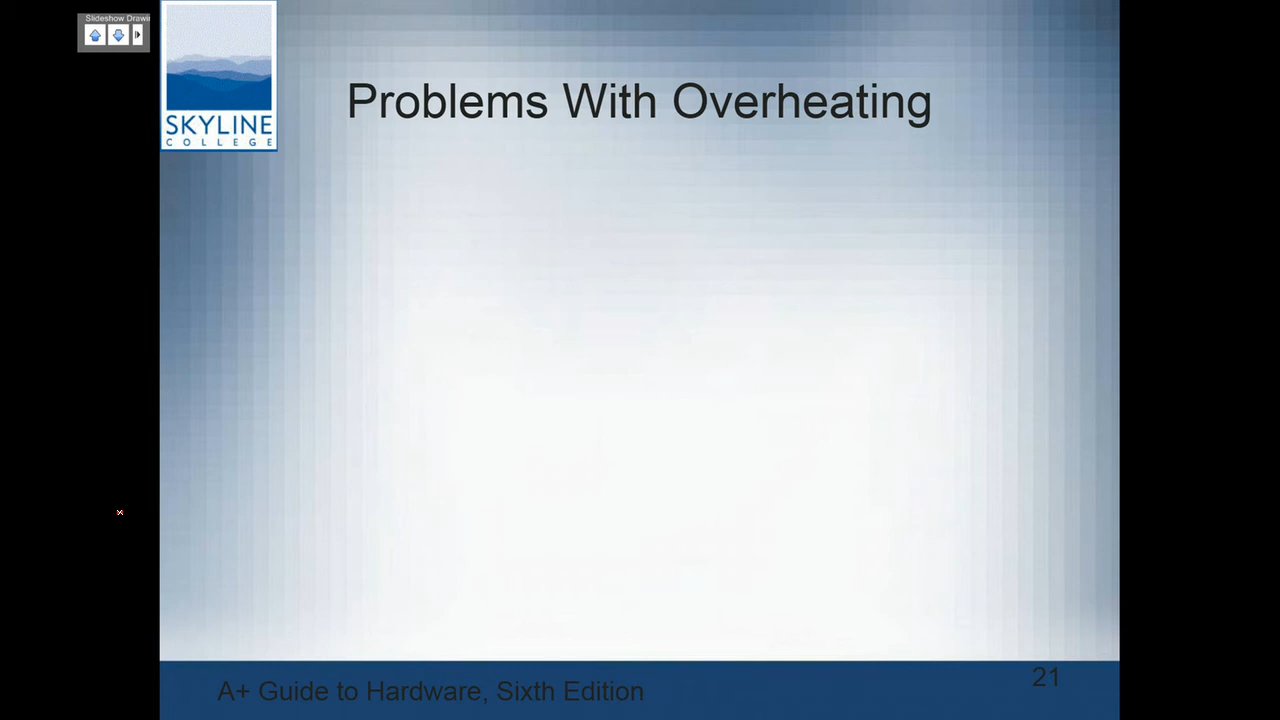 Slideshow Drawi
SKYLINE
COLLEGE
Problems With Overheating
A+ Guide to Hardware, Sixth Edition
21